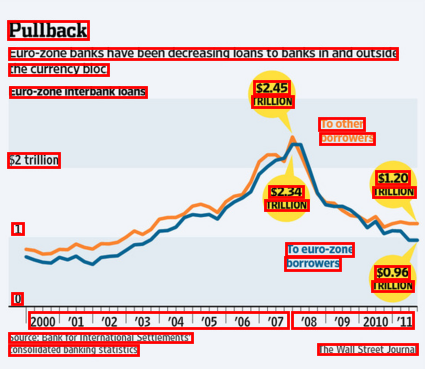 Pullback
Euro-zone banks have been decreasing loans to banks in and outside
the currency bloc
Euro-zone interbank loans
$2.45
TRILLION
To other
borrowers
$2 trillion
$1.20
TRILLION
$2.34
TRILLION
1
To euro-zone
borrowers
$0.96
TRILLION
0
2000 '01 '02 '03 '04 '05 '06 '07 '08 '09 2010 '11
Source: Bank for International Settlements
consolidated banking statistics
The Wall Street Journal